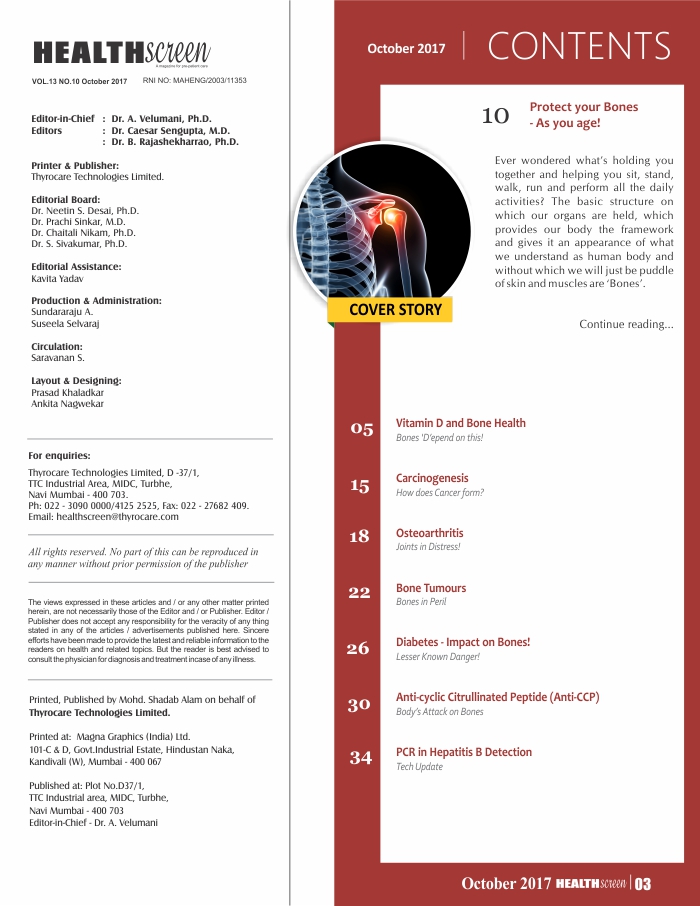 HEALTHscreen
A magazine for pro-patient care
VOL.13 NO.10 October 2017 RNI NO: MAHENG/2003/11353
Editor-in-Chief : Dr. A. Velumani, Ph.D.
Editors : Dr. Caesar Sengupta, M.D.
: Dr. B. Rajashekharrao, Ph.D.
Printer & Publisher:
Thyrocare Technologies Limited.
Editorial Board:
Dr. Neetin S. Desai, Ph.D.
Dr. Prachi Sinkar, M.D.
Dr. Chaitali Nikam, Ph.D.
Dr. S. Sivakumar, Ph.D.
Editorial Assistance:
Kavita Yadav
Production & Administration:
Sundararaju A.
Suseela Selvaraj
Circulation:
Saravanan S.
Layout & Designing:
Prasad Khaladkar
Ankita Nagwekar
For enquiries:
Thyrocare Technologies Limited, D -37/1,
TTC Industrial Area, MIDC, Turbhe,
Navi Mumbai - 400 703.
Ph: 022 - 3090 0000/4125 2525, Fax: 022 - 27682 409.
Email: healthscreen@thyrocare.com
All rights reserved. No part of this can be reproduced in
any manner without prior permission of the publisher
The views expressed in these articles and / or any other matter printed
herein, are not necessarily those of the Editor and / or Publisher. Editor /
Publisher does not accept any responsibility for the veracity of any thing
stated in any of the articles / advertisements published here. Sincere
efforts have been made to provide the latest and reliable information to the
readers on health and related topics. But the reader is best advised to
consult the physician for diagnosis and treatment incase of any illness.
Printed, Published by Mohd. Shadab Alam on behalf of
Thyrocare Technologies Limited.
Printed at: Magna Graphics (India) Ltd.
101-C & D, Govt.Industrial Estate, Hindustan Naka,
Kandivali (W), Mumbai - 400 067
Published at: Plot No.D37/1,
TTC Industrial area, MIDC, Turbhe,
Navi Mumbai - 400 703
Editor-in-Chief - Dr. A. Velumani
October 2017 CONTENTS
10 Protect your Bones
- As you age!
Ever wondered what's holding you
together and helping you sit, stand,
walk, run and perform all the daily
activities? The basic structure on
which our organs are held, which
provides our body the framework
and gives it an appearance of what
we understand as human body and
without which we will just be puddle
of skin and muscles are 'Bones'.
COVER STORY
Continue reading...
05 Vitamin D and Bone Health
Bones 'D'epend on this!
15 Carcinogenesis
How does Cancer form?
18 Osteoarthritis
Joints in Distress!
22 Bone Tumours
Bones in Peril
26 Diabetes - Impact on Bones!
Lesser Known Danger!
30 Anti-cyclic Citrullinated Peptide (Anti-CCP)
Body's Attack on Bones
34 PCR in Hepatitis B Detection
Tech Update
October 2017 HEALTHscreen 03